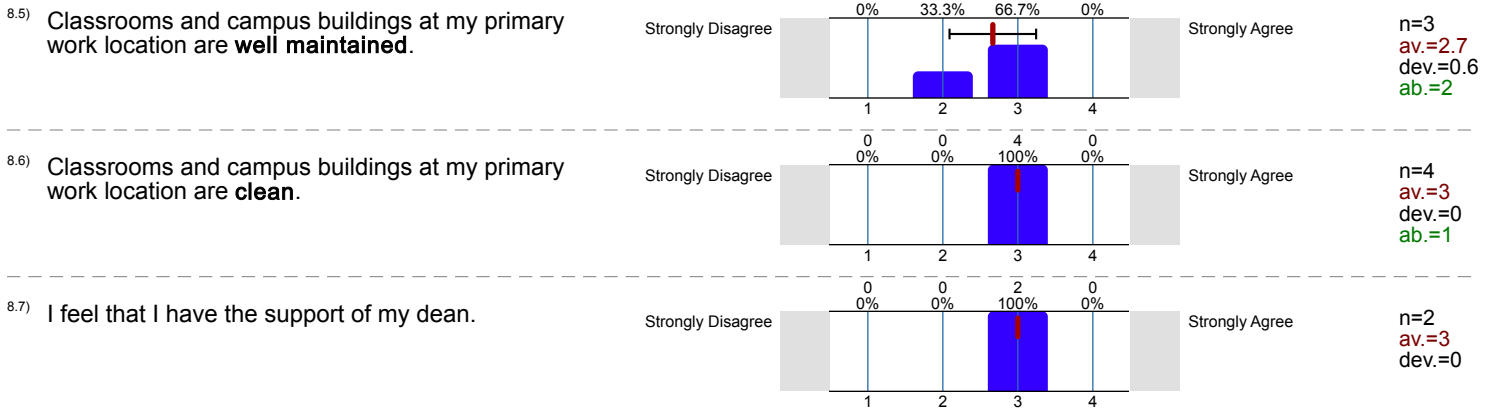 0% 33.3% 66.7% 0%
8.5) Classrooms and campus buildings at my primary
work location are well maintained.
Strongly Disagree Strongly Agree
n=3
av.=2.7
dev.=0.6
ab.=2
1 2 3 4
0 0 4 0
0% 0% 100% 0%
8.6) Classrooms and campus buildings at my primary
work location are clean.
Strongly Disagree Strongly Agree
n=4
av.=3
dev.=0
ab.=1
1 2 3 4
0 0 2 0
0% 0% 100% 0%
8.7) I feel that I have the support of my dean.
Strongly Disagree Strongly Agree
n=2
av.=3
dev.=0
1 2 3 4